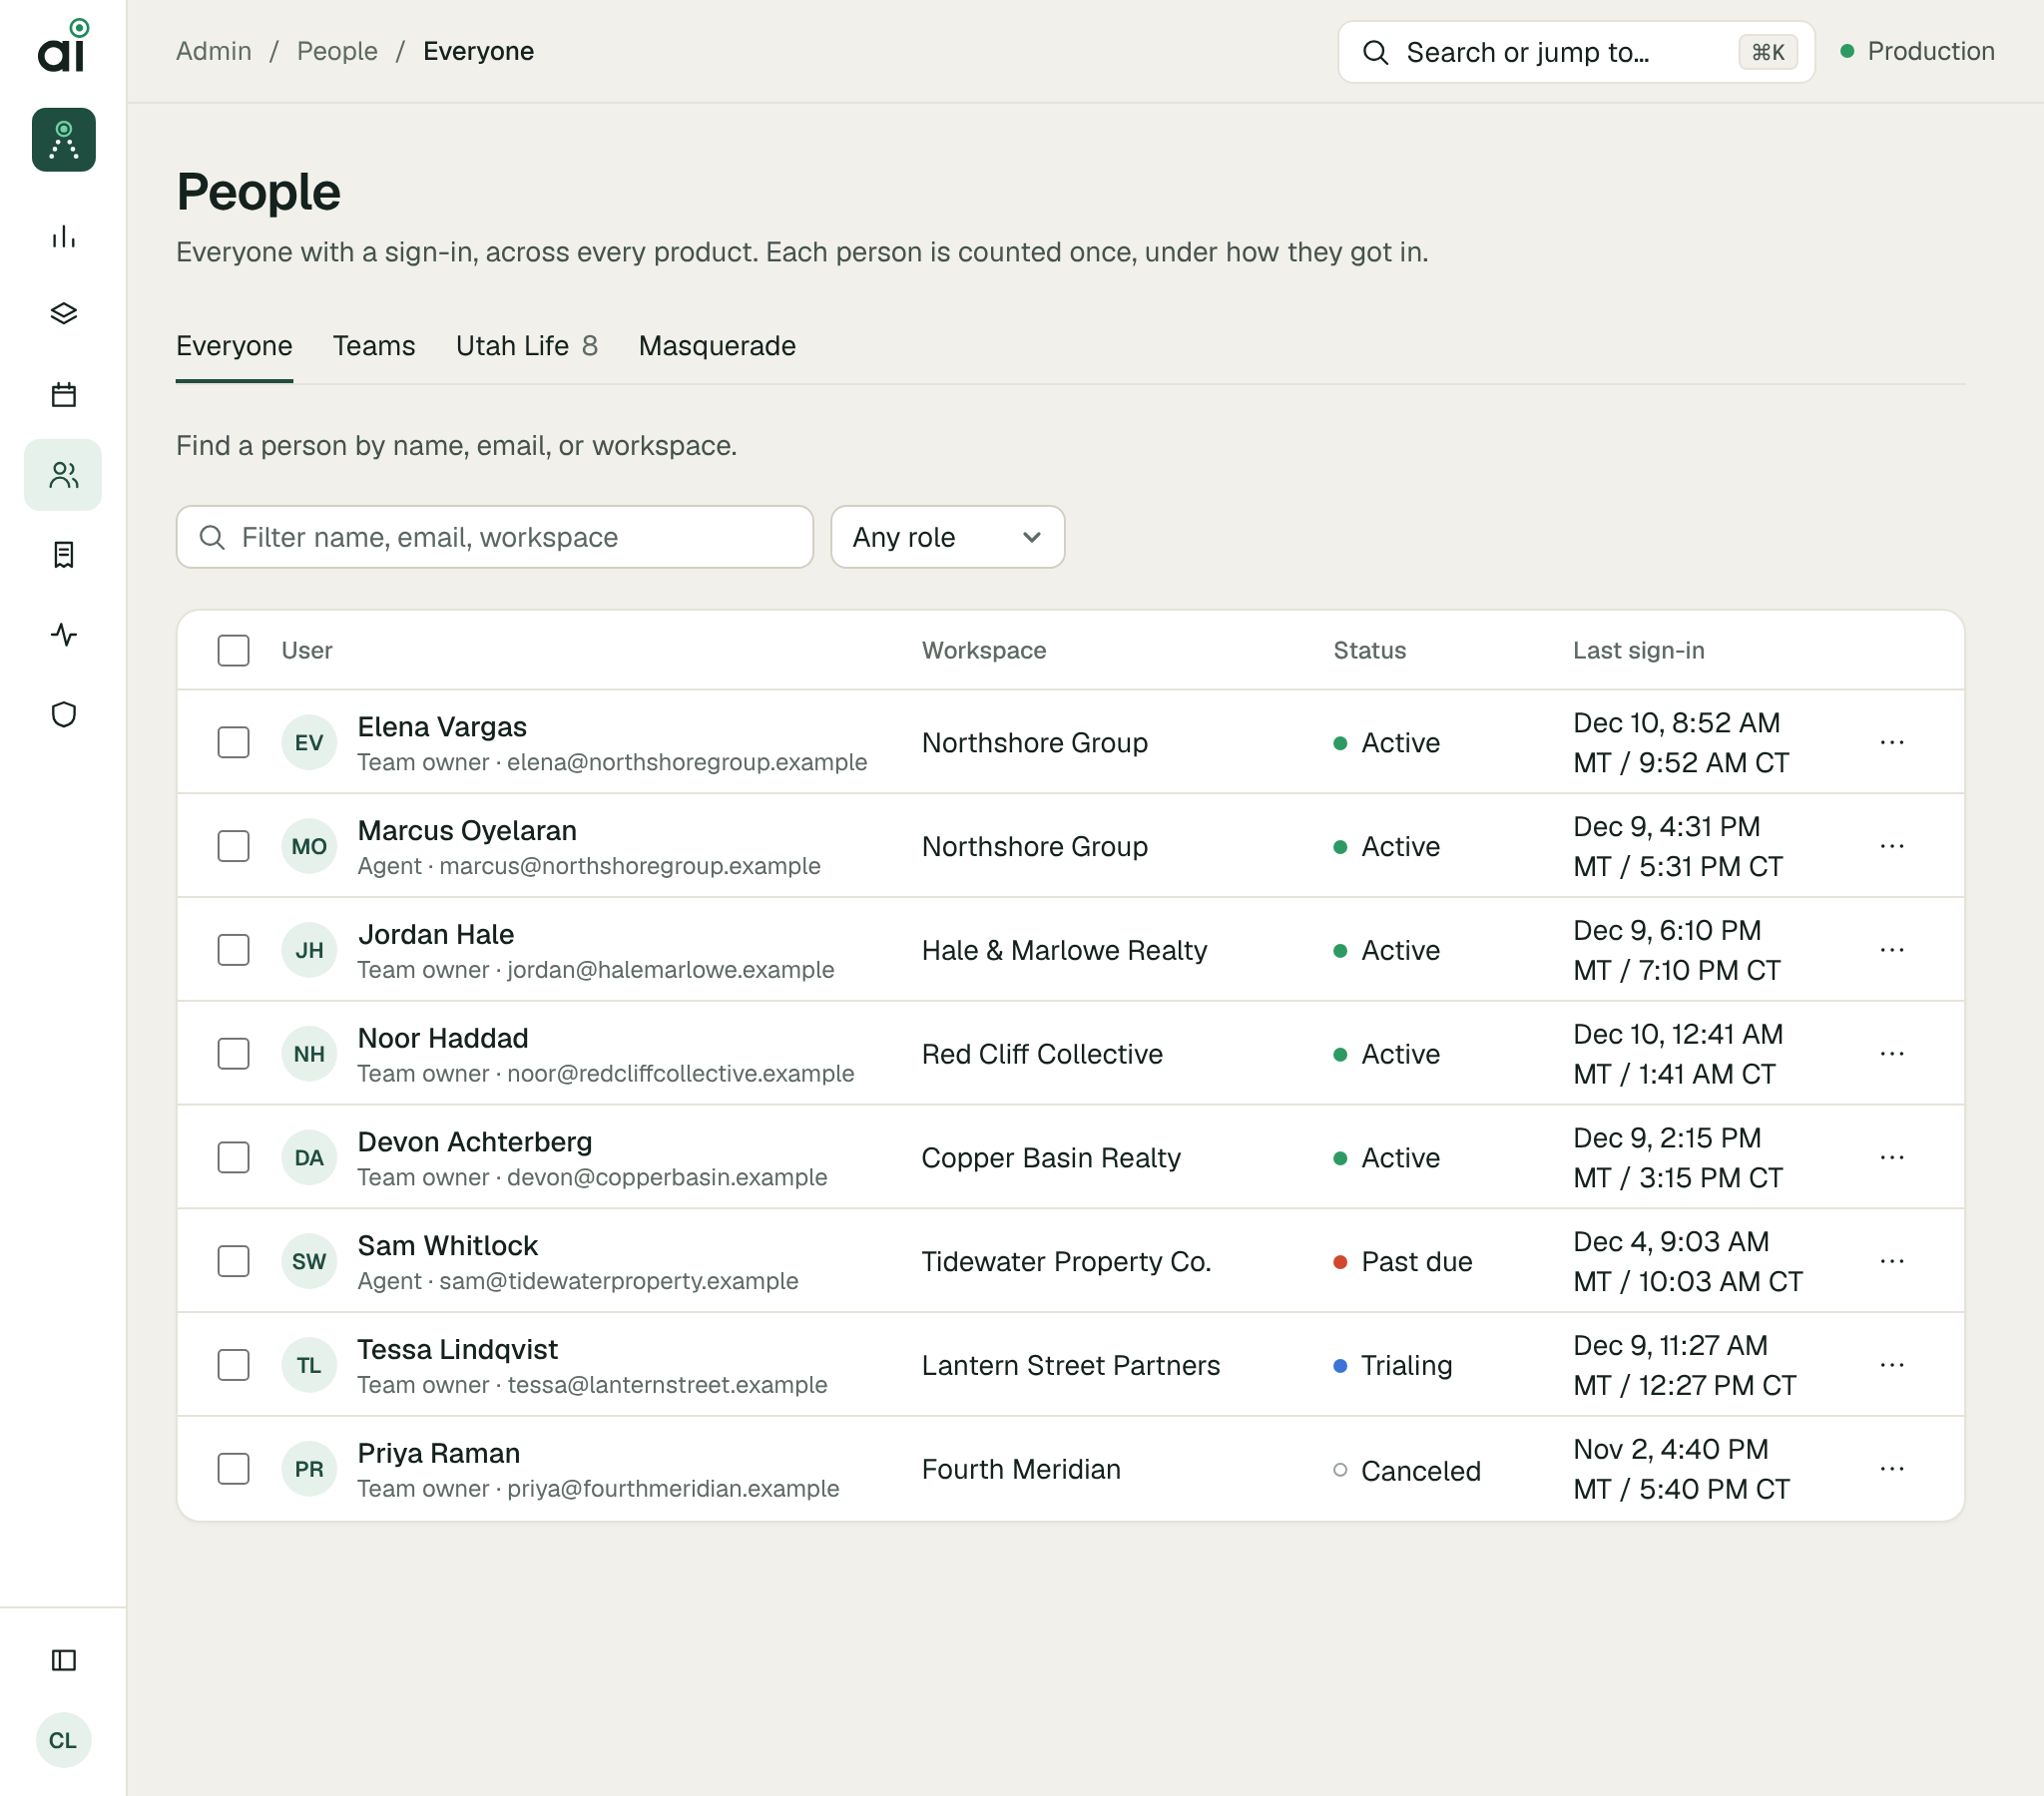 ai
Admin / People / Everyone
Search or jump to... ⌘K
Production
People
Everyone with a sign-in, across every product. Each person is counted once, under how they got in.
Everyone Teams Utah Life 8 Masquerade
Find a person by name, email, or workspace.
Filter name, email, workspace
Any role
User Workspace Status Last sign-in
EV Elena Vargas
Team owner · elena@northshoregroup.example
Northshore Group
Active
Dec 10, 8:52 AM
MT / 9:52 AM CT
MO Marcus Oyelaran
Agent · marcus@northshoregroup.example
Northshore Group
Active
Dec 9, 4:31 PM
MT / 5:31 PM CT
JH Jordan Hale
Team owner · jordan@halemarlowe.example
Hale & Marlowe Realty
Active
Dec 9, 6:10 PM
MT / 7:10 PM CT
NH Noor Haddad
Team owner · noor@redcliffcollective.example
Red Cliff Collective
Active
Dec 10, 12:41 AM
MT / 1:41 AM CT
DA Devon Achterberg
Team owner · devon@copperbasin.example
Copper Basin Realty
Active
Dec 9, 2:15 PM
MT / 3:15 PM CT
SW Sam Whitlock
Agent · sam@tidewaterproperty.example
Tidewater Property Co.
Past due
Dec 4, 9:03 AM
MT / 10:03 AM CT
TL Tessa Lindqvist
Team owner · tessa@lanternstreet.example
Lantern Street Partners
Trialing
Dec 9, 11:27 AM
MT / 12:27 PM CT
PR Priya Raman
Team owner · priya@fourthmeridian.example
Fourth Meridian
Canceled
Nov 2, 4:40 PM
MT / 5:40 PM CT
CL